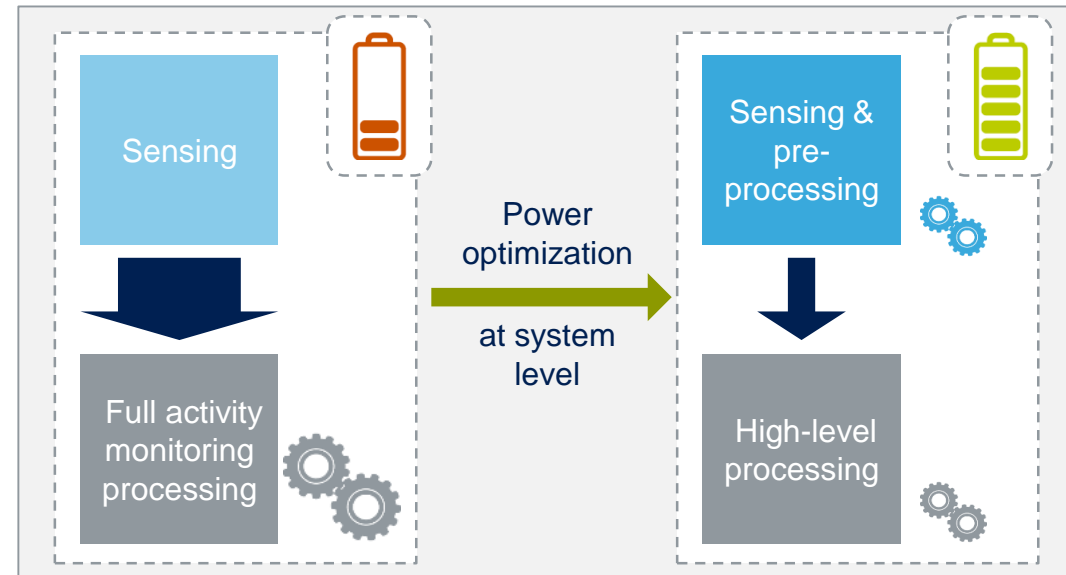 Sensing
Full activity
monitoring
processing
Power
optimization
at system
level
Sensing &
pre-
processing
High-level
processing